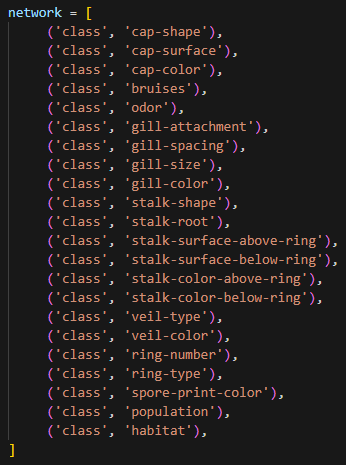 network = [
('class', 'cap-shape'),
('class', 'cap-surface'),
('class', 'cap-color'),
('class', 'bruises'),
('class', 'odor'),
('class', 'gill-attachment'),
('class', 'gill-spacing'),
('class', 'gill-size'),
('class', 'gill-color'),
('class', 'stalk-shape'),
('class', 'stalk-root'),
('class', 'stalk-surface-above-ring'),
('class', 'stalk-surface-below-ring'),
('class', 'stalk-color-above-ring'),
('class', 'stalk-color-below-ring'),
('class', 'veil-type'),
('class', 'veil-color'),
('class', 'ring-number'),
('class', 'ring-type'),
('class', 'spore-print-color'),
('class', 'population'),
('class', 'habitat'),
]